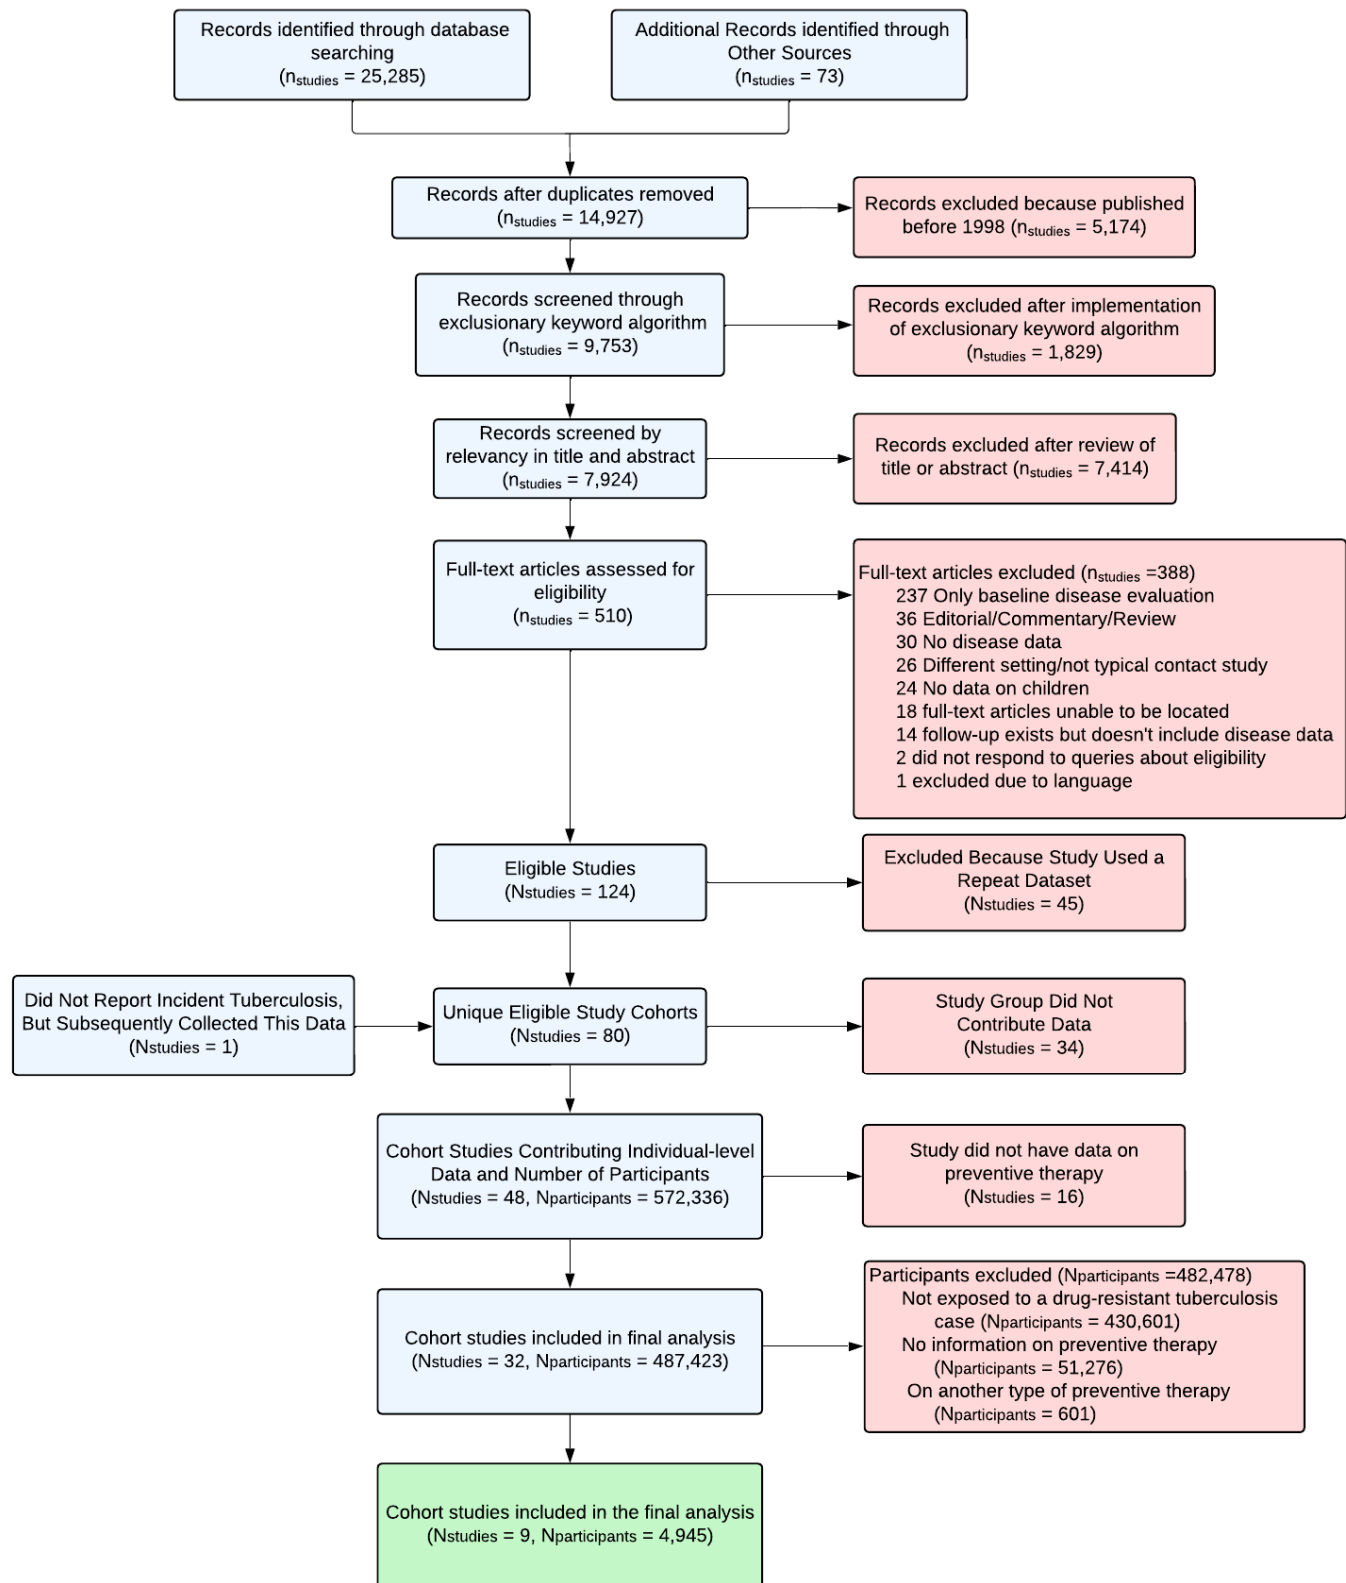 Records identified through database
searching
(nstudies = 25,285)
Additional Records identified through
Other Sources
(nstudies = 73)
Records after duplicates removed
(nstudies = 14,927)
Records excluded because published
before 1998 (nstudies = 5,174)
Records screened through
exclusionary keyword algorithm
(nstudies = 9,753)
Records excluded after implementation
of exclusionary keyword algorithm
(nstudies = 1,829)
Records screened by
relevancy in title and abstract
(nstudies = 7,924)
Records excluded after review of
title or abstract (nstudies = 7,414)
Full-text articles assessed for
eligibility
(nstudies = 510)
Full-text articles excluded (nstudies =388)
237 Only baseline disease evaluation
36 Editorial/Commentary/Review
30 No disease data
26 Different setting/not typical contact study
24 No data on children
18 full-text articles unable to be located
14 follow-up exists but doesn't include disease data
2 did not respond to queries about eligibility
1 excluded due to language
Eligible Studies
(Nstudies = 124)
Excluded Because Study Used a
Repeat Dataset
(Nstudies = 45)
Did Not Report Incident Tuberculosis,
But Subsequently Collected This Data
(Nstudies = 1)
Unique Eligible Study Cohorts
(Nstudies = 80)
Study Group Did Not
Contribute Data
(Nstudies = 34)
Cohort Studies Contributing Individual-level
Data and Number of Participants
(Nstudies = 48, Nparticipants = 572,336)
Study did not have data on
preventive therapy
(Nstudies = 16)
Cohort studies included in final analysis
(Nstudies = 32, Nparticipants = 487,423)
Participants excluded (Nparticipants =482,478)
Not exposed to a drug-resistant tuberculosis
case (Nparticipants = 430,601)
No information on preventive therapy
(Nparticipants = 51,276)
On another type of preventive therapy
(Nparticipants = 601)
Cohort studies included in the final analysis
(Nstudies = 9, Nparticipants = 4,945)